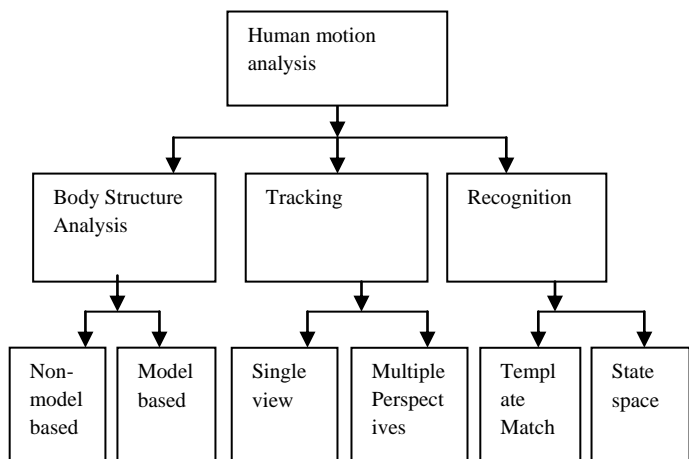 Human motion
analysis
Body Structure
Analysis
Tracking
Recognition
Non-
model
based
Model
based
Single
view
Multiple
Perspect
ives
Templ
ate
Match
State
space